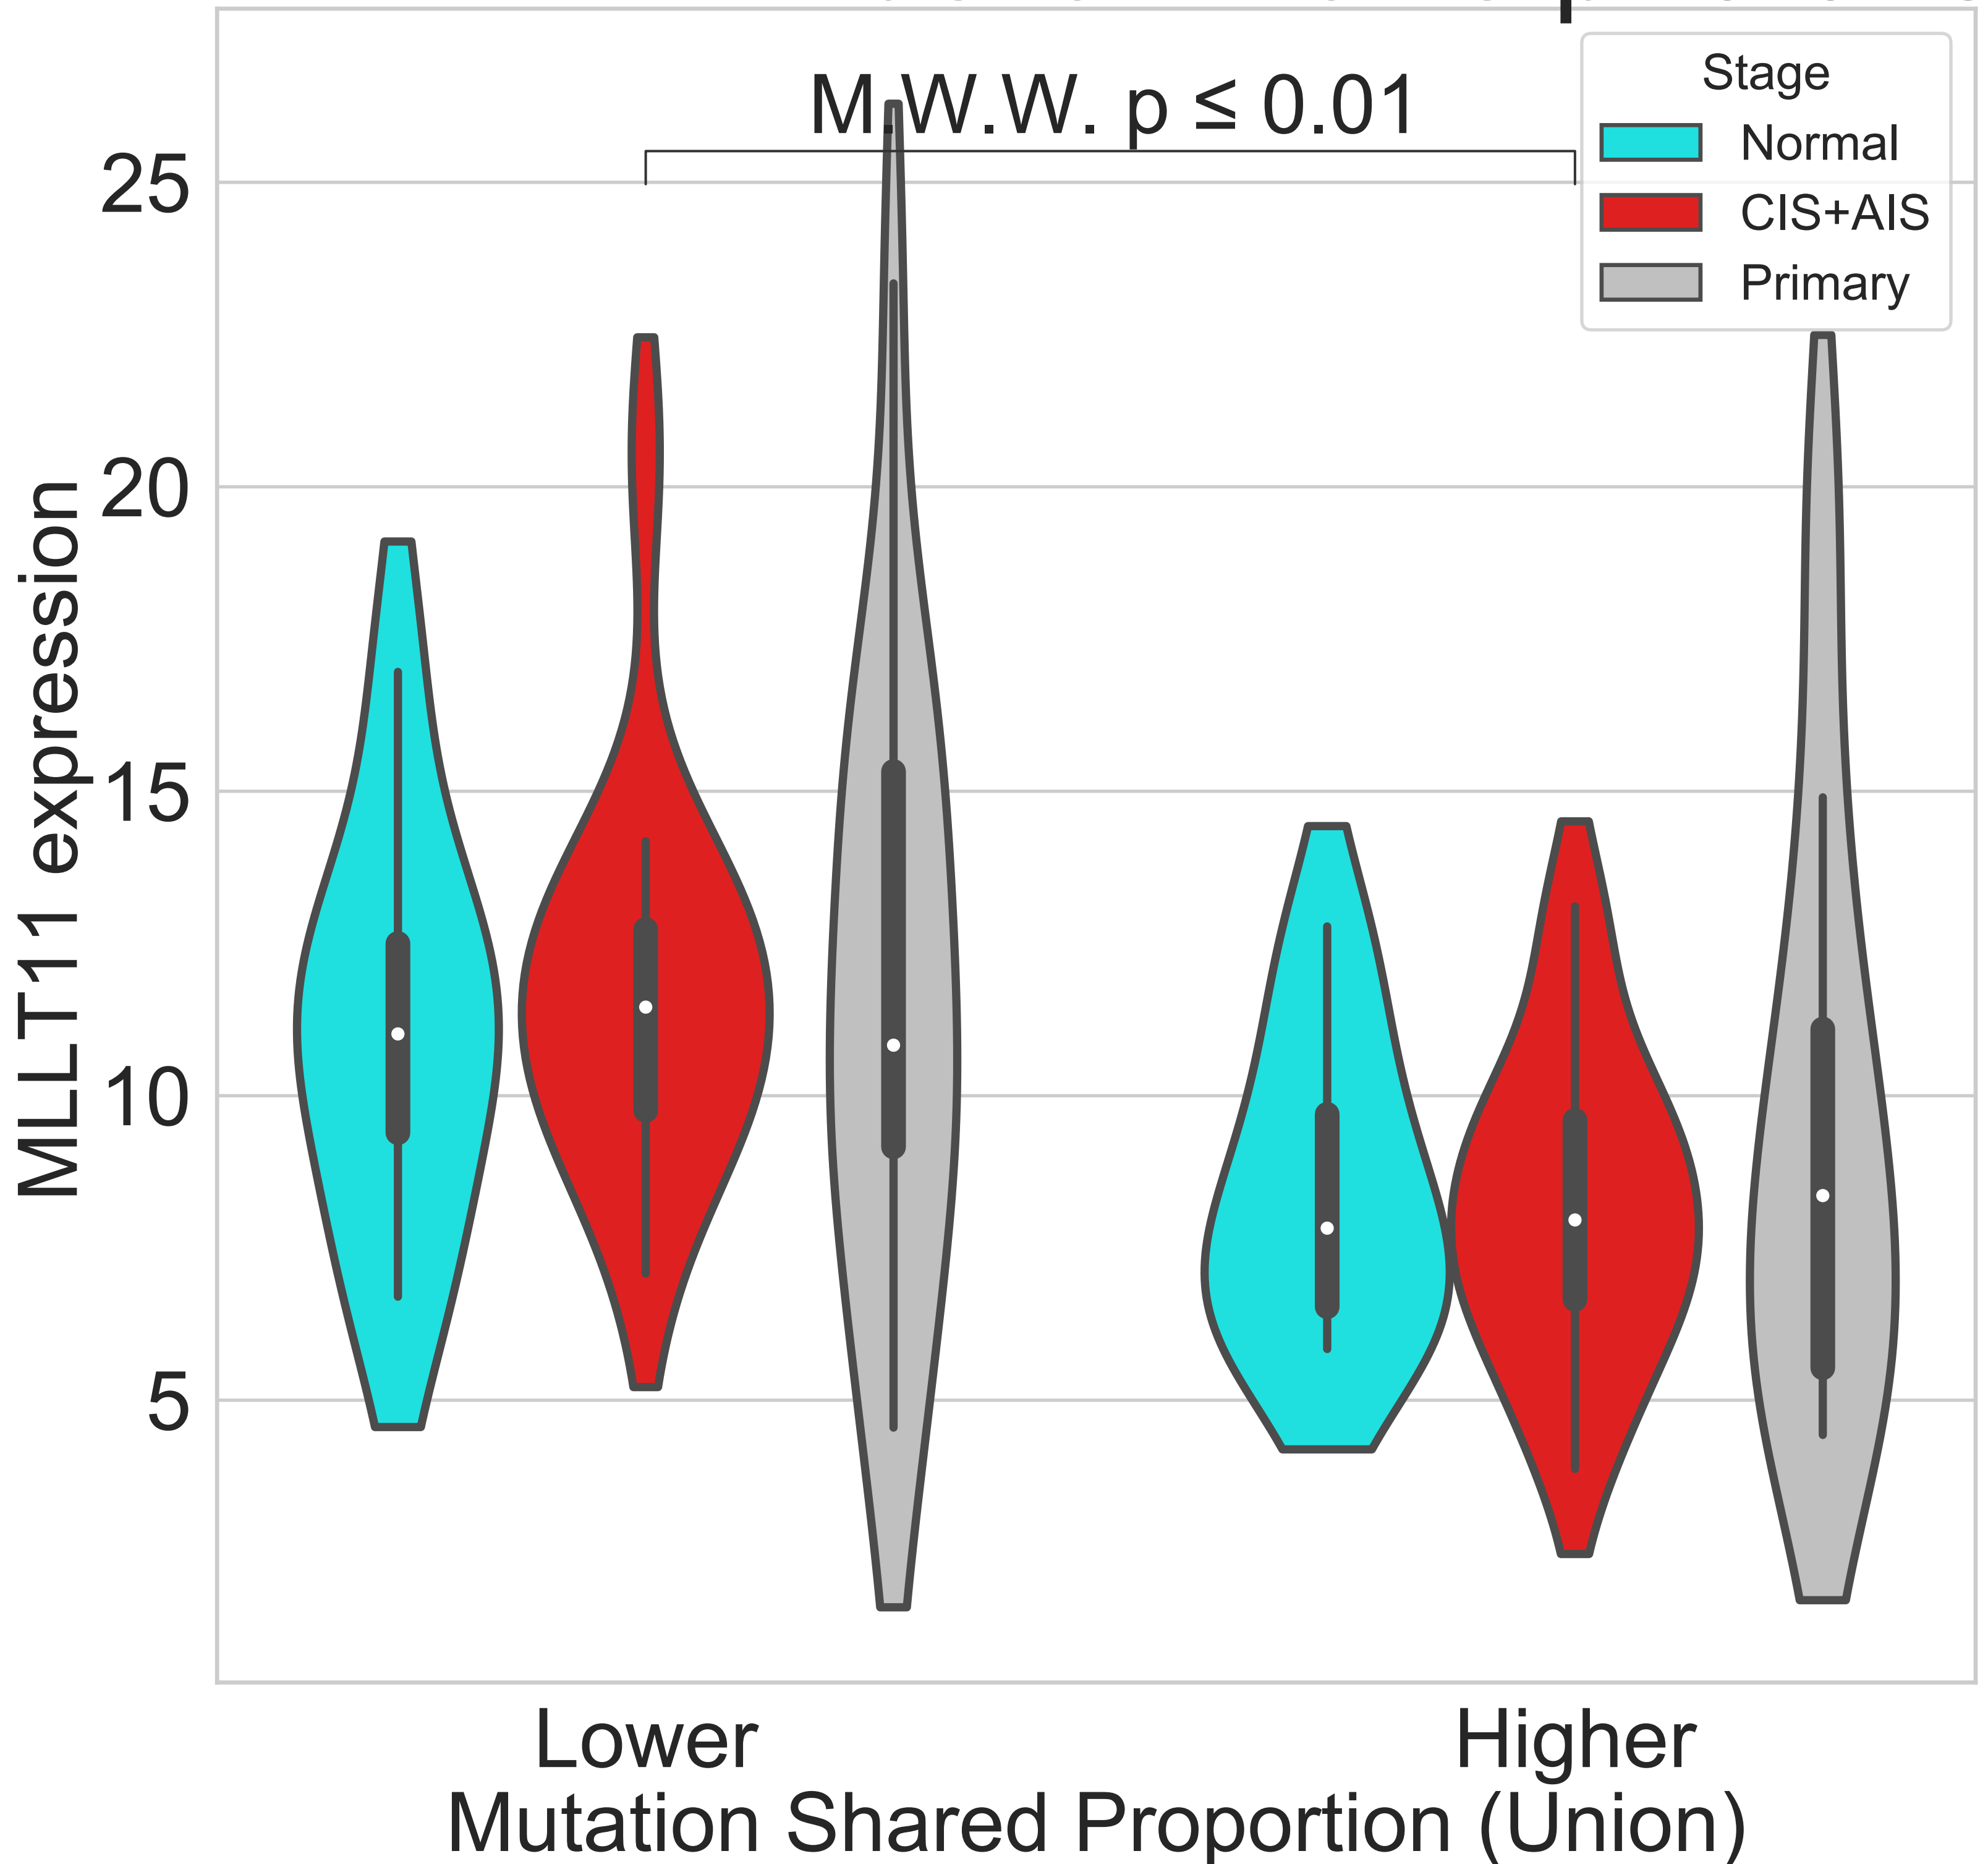 M.W.W. p ≤ 0.01
Stage
Normal
CIS+AIS
Primary
25
20
15
10
5
MLLT11 expression
Lower
Higher
Mutation Shared Proportion (Union)